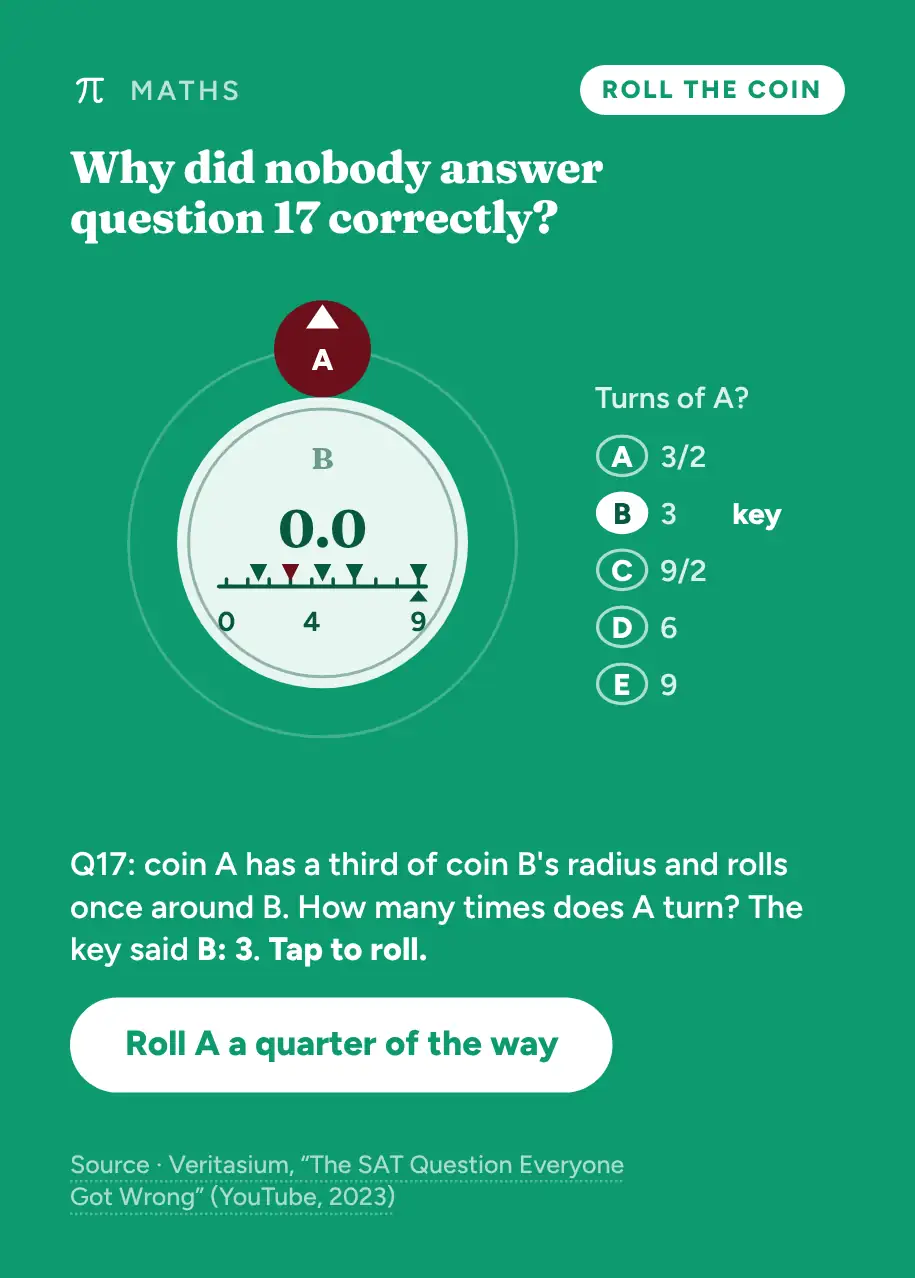 π MATHS
ROLL THE COIN
Why did nobody answer
question 17 correctly?
A
B
0.0
0 4 9
Turns of A?
A 3/2
B 3 key
C 9/2
D 6
E 9
Q17: coin A has a third of coin B's radius and rolls
once around B. How many times does A turn? The
key said B: 3. Tap to roll.
Roll A a quarter of the way
Source · Veritasium, “The SAT Question Everyone
Got Wrong” (YouTube, 2023)